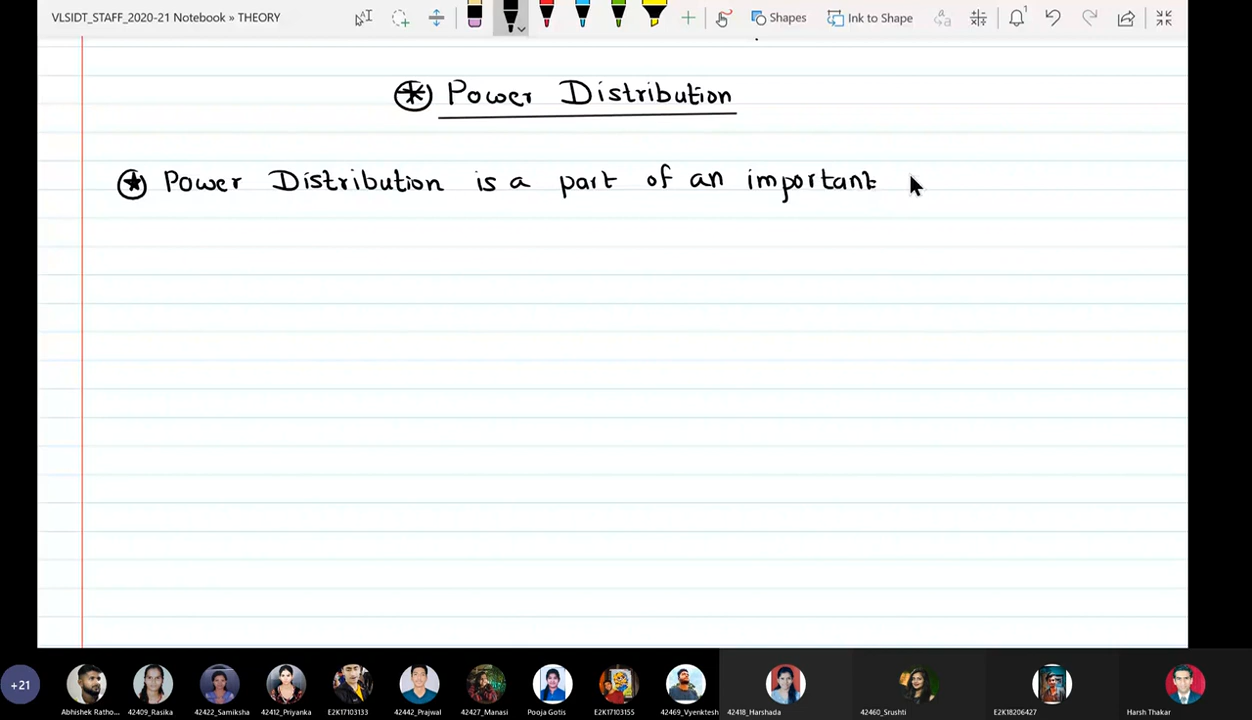 VLSIDT_STAFF_2020-21 Notebook » THEORY
Shapes
Ink to Shape
Power Distribution
Power Distribution is a part of an important
+21
Abhishek Ratho...
42409_Rasika
42422_Samiksha
42412_Priyanka
E2K17103133
42442_Prajwal
42427_Manasi
Pooja Gotis
E2K17103155
42469_Vyenktesh
42418_Harshada
42460_Srushti
E2K18206427
Harsh Thakar